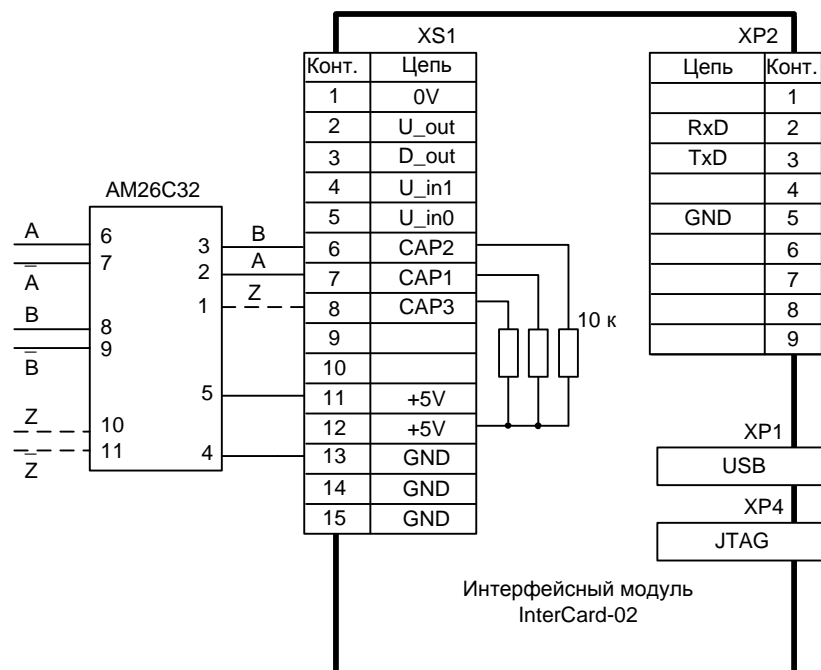 XS1
Конт. Цепь
1 0V
2 U_out
3 D_out
4 U_in1
5 U_in0
6 CAP2
7 CAP1
8 CAP3
9
10
11 +5V
12 +5V
13 GND
14 GND
15 GND
10 к
AM26C32
A 6
A̅ 7
B 8
B̅ 9
Z 10
Z̅ 11
3 B
2 A
1 Z
5
4
XP2
Цепь Конт.
1
RxD 2
TxD 3
4
GND 5
6
7
8
9
XP1
USB
XP4
JTAG
Интерфейсный модуль
InterCard-02